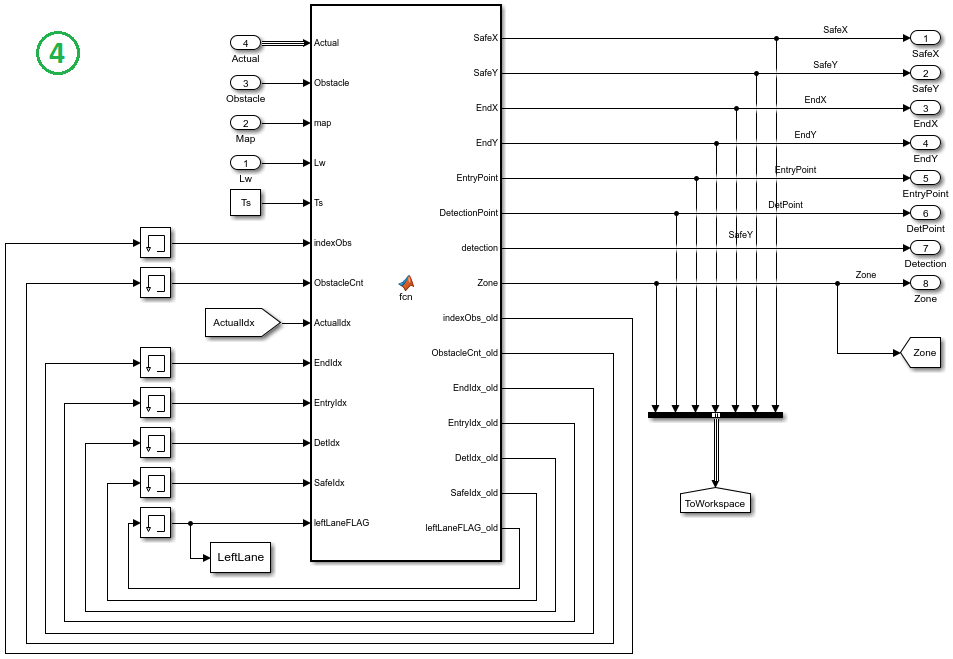 4
4
Actual
3
Obstacle
2
Map
1
Lw
Ts
ActualIdx
LeftLane
Actual
Obstacle
map
Lw
Ts
indexObs
ObstacleCnt
ActualIdx
EndIdx
EntryIdx
DetIdx
SafeIdx
leftLaneFLAG
fcn
SafeX
SafeY
EndX
EndY
EntryPoint
DetectionPoint
detection
Zone
indexObs_old
ObstacleCnt_old
EndIdx_old
EntryIdx_old
DetIdx_old
SafeIdx_old
leftLaneFLAG_old
SafeX
SafeY
EndX
EndY
EntryPoint
DetPoint
SafeY
Zone
1
SafeX
2
SafeY
3
EndX
4
EndY
5
EntryPoint
6
DetPoint
7
Detection
8
Zone
Zone
ToWorkspace